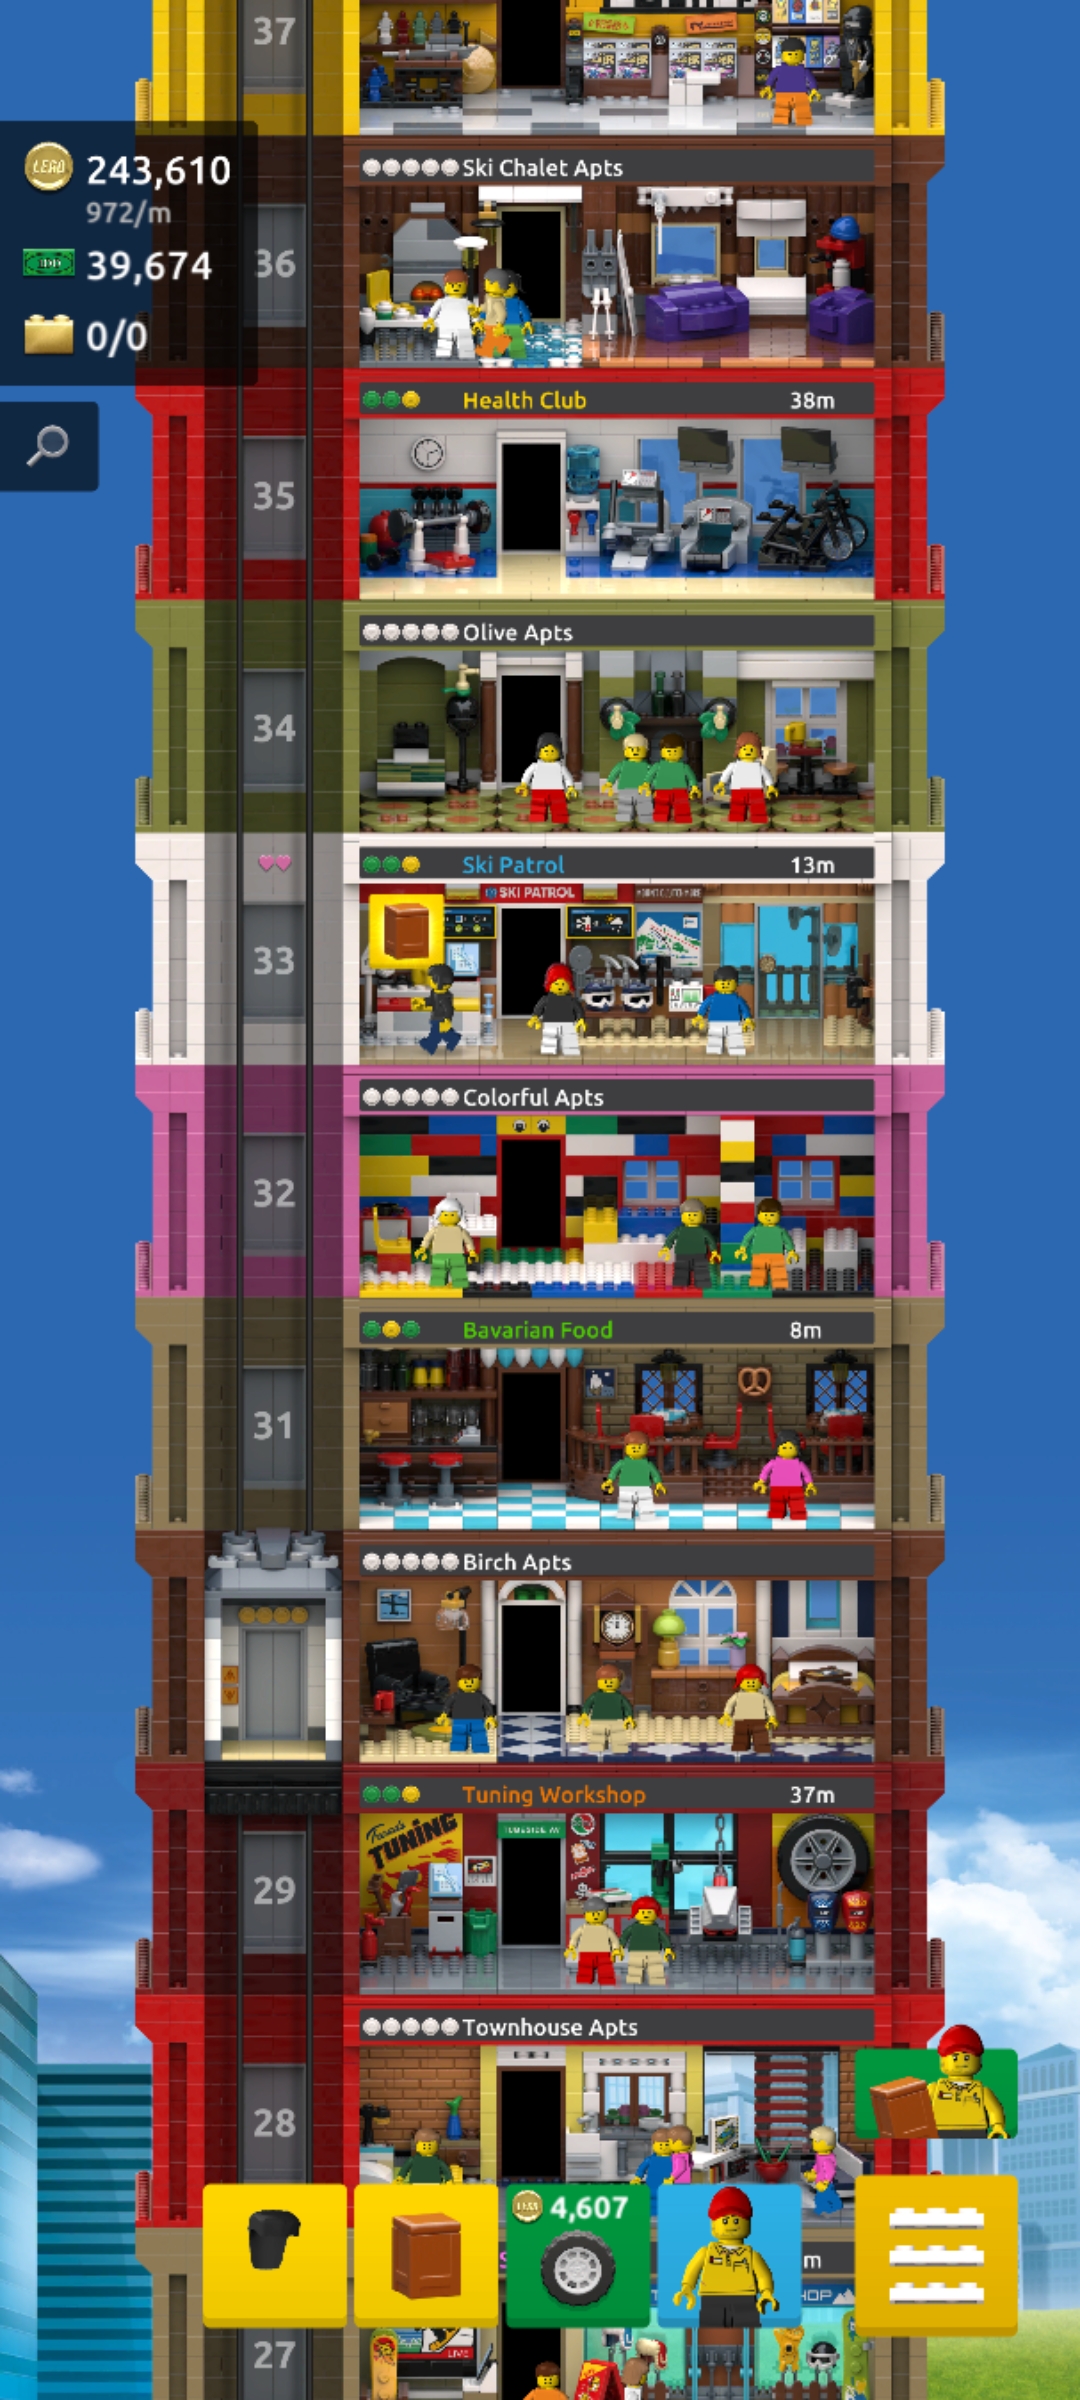 37
LEGO 243,610
972/m
39,674
0/0
Ski Chalet Apts
36
Health Club 38m
35
Olive Apts
34
Ski Patrol 13m
SKI PATROL
33
Colorful Apts
32
Bavarian Food 8m
31
Birch Apts
Tuning Workshop 37m
TUNING
29
Townhouse Apts
28
4,607
m
HOP
LIVE
27